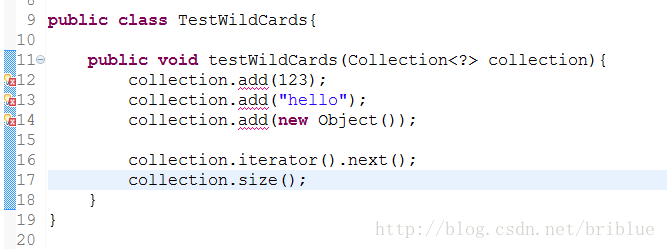 9 public class TestWildCards{
10
11 public void testWildCards(Collection<?> collection){
12 collection.add(123);
13 collection.add("hello");
14 collection.add(new Object());
15
16 collection.iterator().next();
17 collection.size();
18 }
19 }
20
http://blog.csdn.net/briblue